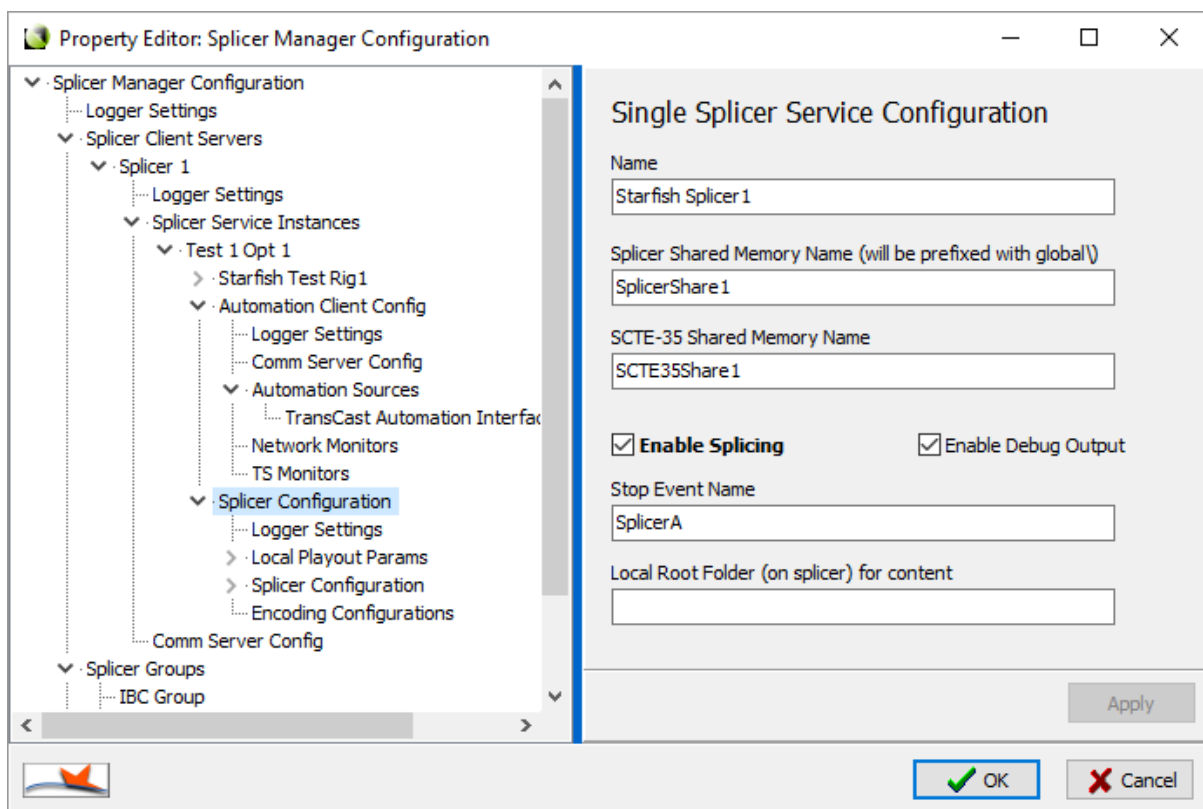 Property Editor: Splicer Manager Configuration
Splicer Manager Configuration
Logger Settings
Splicer Client Servers
Splicer 1
Logger Settings
Splicer Service Instances
Test 1 Opt 1
Starfish Test Rig1
Automation Client Config
Logger Settings
Comm Server Config
Automation Sources
TransCast Automation Interfac
Network Monitors
TS Monitors
Splicer Configuration
Logger Settings
Local Playout Params
Splicer Configuration
Encoding Configurations
Comm Server Config
Splicer Groups
IBC Group
Single Splicer Service Configuration
Name
Starfish Splicer1
Splicer Shared Memory Name (will be prefixed with global\)
SplicerShare1
SCTE-35 Shared Memory Name
SCTE35Share1
Enable Splicing Enable Debug Output
Stop Event Name
SplicerA
Local Root Folder (on splicer) for content
Apply
OK Cancel